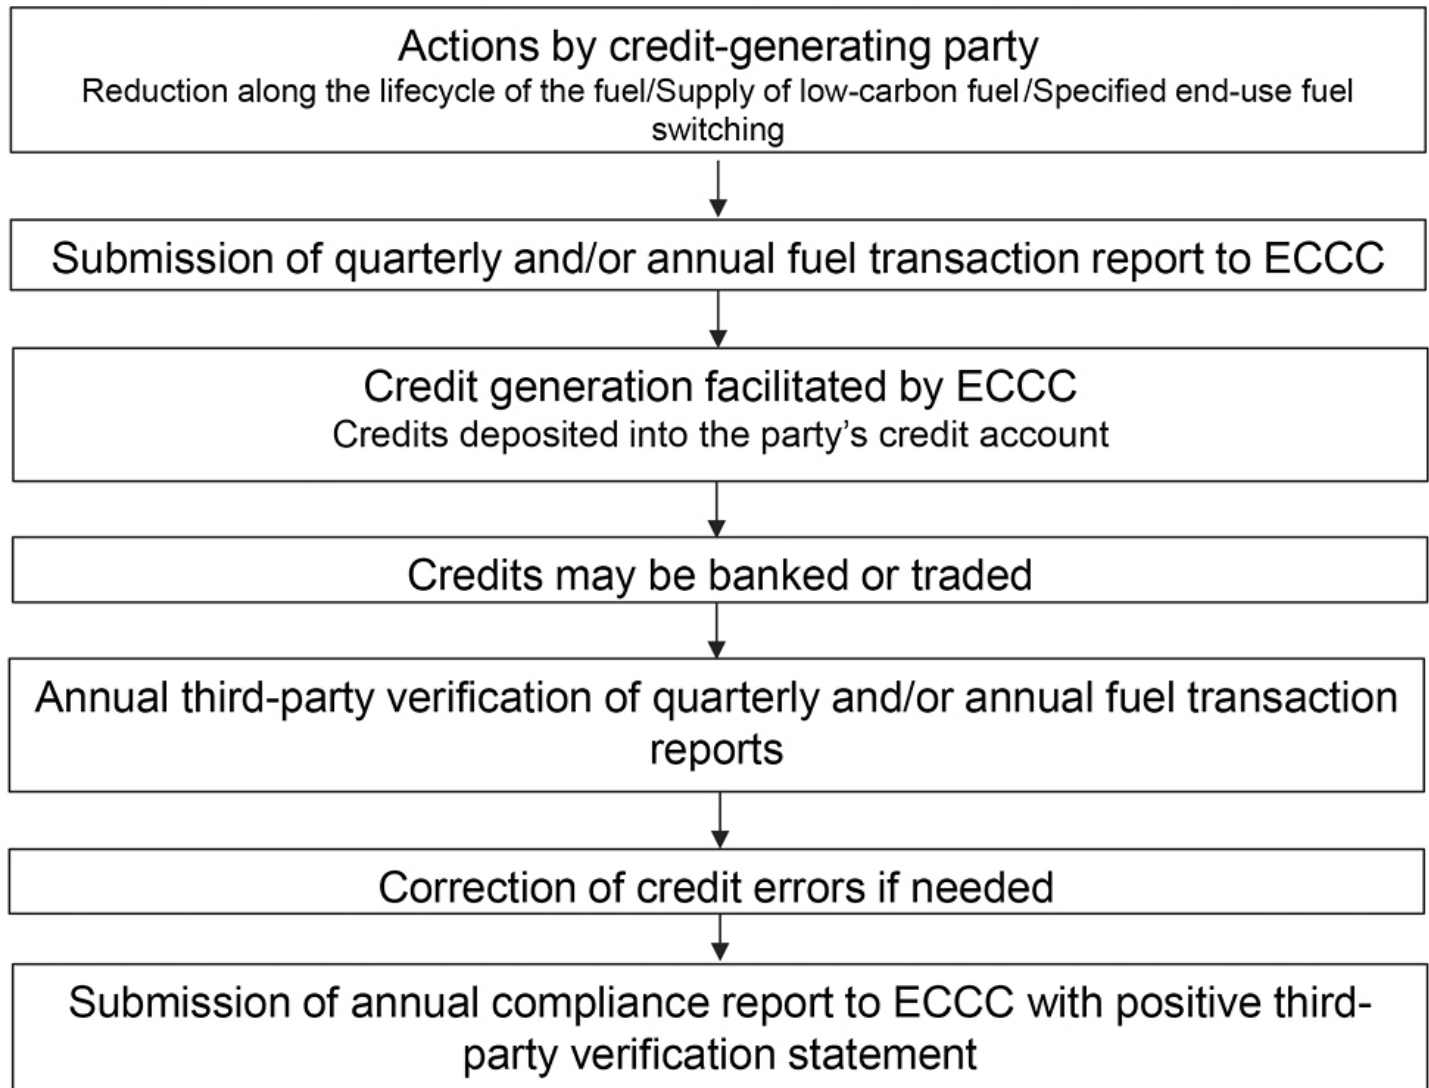 Actions by credit-generating party
Reduction along the lifecycle of the fuel/Supply of low-carbon fuel/Specified end-use fuel
switching
Submission of quarterly and/or annual fuel transaction report to ECCC
Credit generation facilitated by ECCC
Credits deposited into the party’s credit account
Credits may be banked or traded
Annual third-party verification of quarterly and/or annual fuel transaction
reports
Correction of credit errors if needed
Submission of annual compliance report to ECCC with positive third-
party verification statement